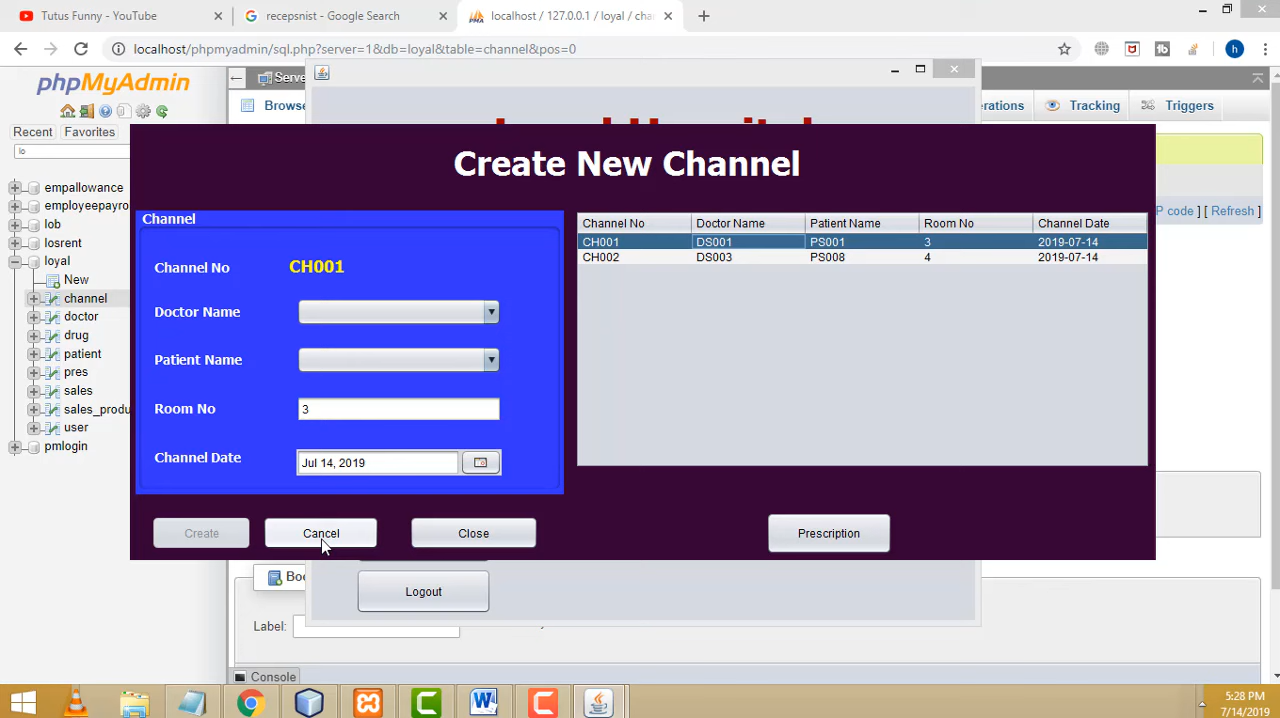 Tutus Funny - YouTube
recepsnist - Google Search
localhost / 127.0.0.1 / loyal / cha
localhost/phpmyadmin/sql.php?server=1&db=loyal&table=channel&pos=0
h
phpMyAdmin
Recent
Favorites
lo
empallowance
employeepayro
lob
losrent
loyal
New
channel
doctor
drug
patient
pres
sales
sales_produ
user
pmlogin
Serve
Browse
erations
Tracking
Triggers
P code ] [ Refresh ]
Create New Channel
Channel
Channel No CH001
Doctor Name
Patient Name
Room No 3
Channel Date Jul 14, 2019
Create
Cancel
Close
Prescription
Channel No Doctor Name Patient Name Room No Channel Date
CH001 DS001 PS001 3 2019-07-14
CH002 DS003 PS008 4 2019-07-14
Boo
Logout
Label:
Console
5:28 PM
7/14/2019